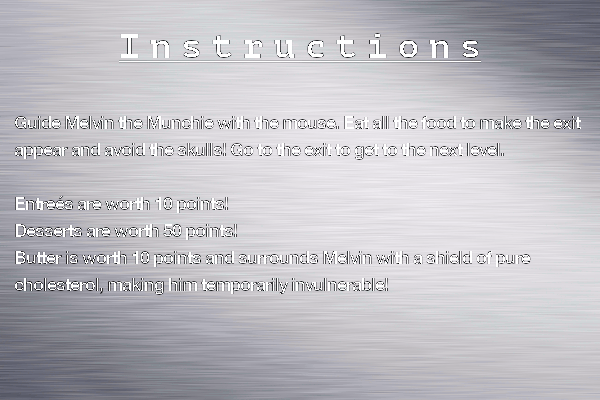 Instructions
Guide Melvin the Munchie with the mouse. Eat all the food to make the exit
appear and avoid the skulls! Go to the exit to get to the next level.
Entreés are worth 10 points!
Desserts are worth 50 points!
Butter is worth 10 points and surrounds Melvin with a shield of pure
cholesterol, making him temporarily invulnerable!